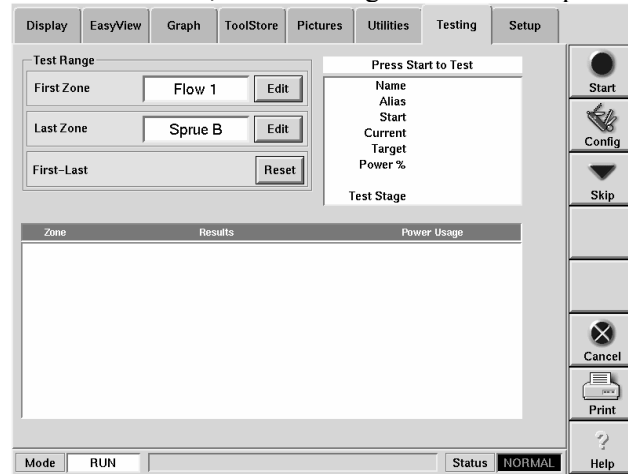 Display EasyView Graph ToolStore Pictures Utilities Testing Setup
Test Range
First Zone Flow 1 Edit
Last Zone Sprue B Edit
First-Last Reset
Press Start to Test
Name
Alias
Start
Current
Target
Power %
Test Stage
Zone Results Power Usage
Start
Config
Skip
Cancel
Print
Help
Mode RUN Status NORMAL